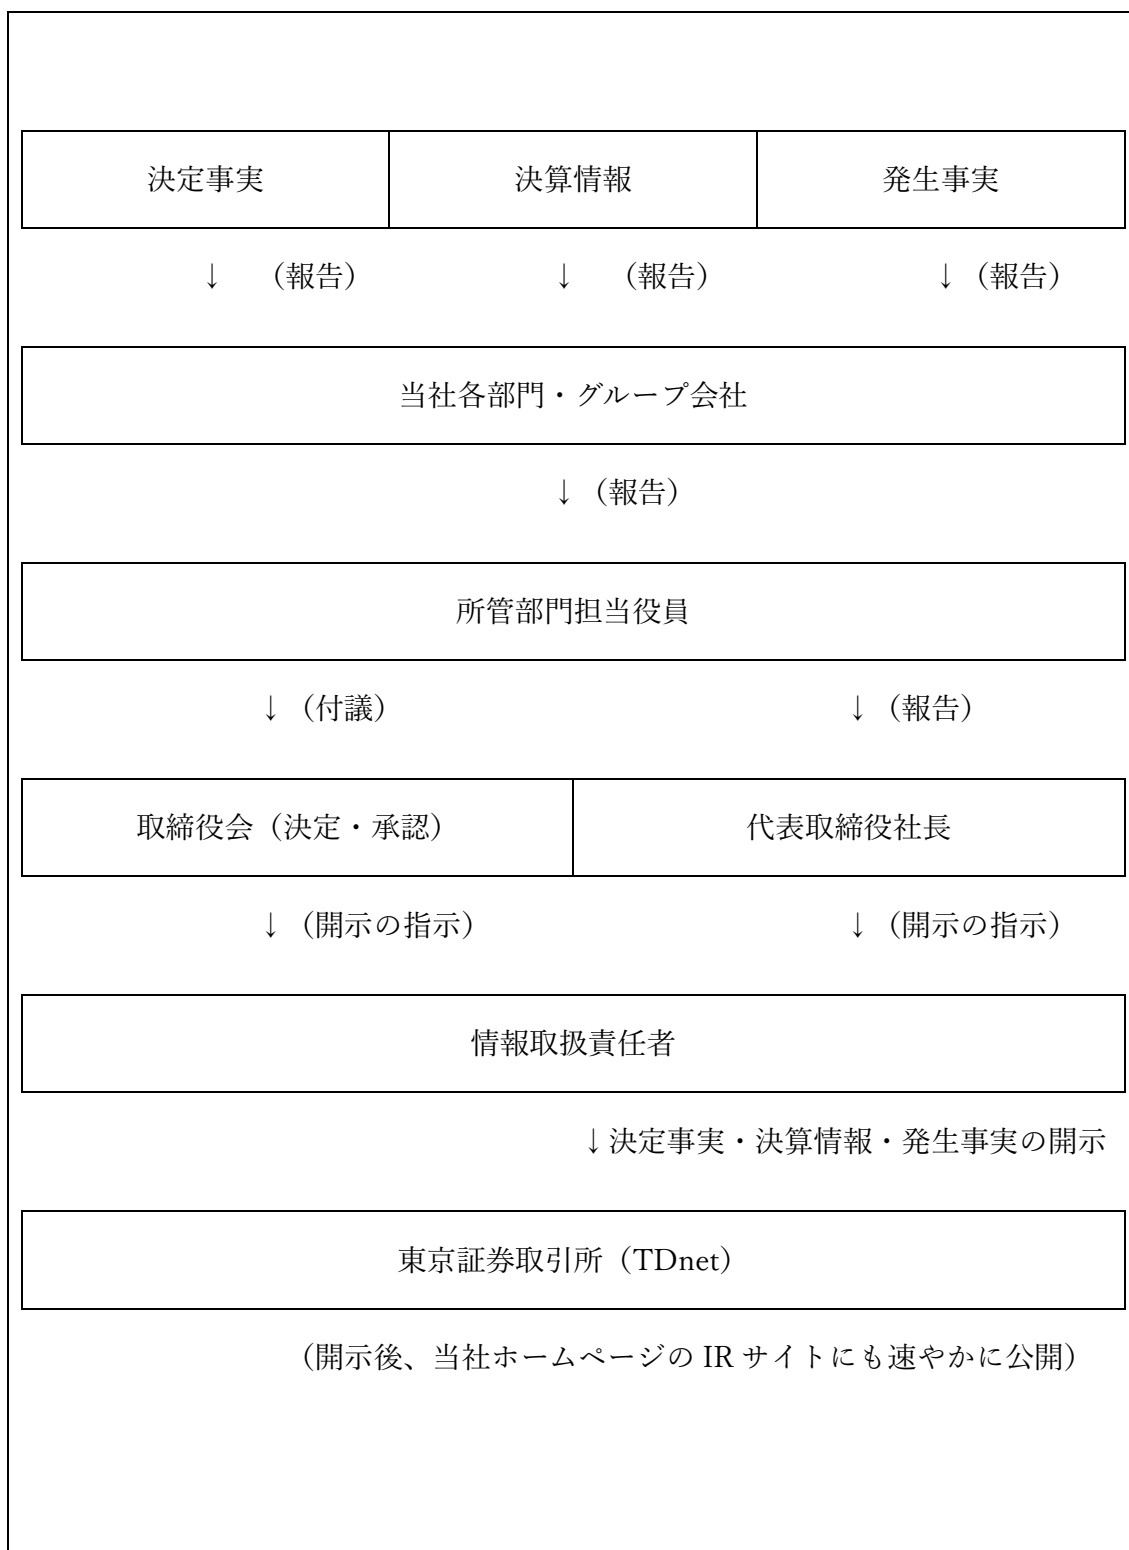 決定事実 決算情報 発生事実
↓ （報告） ↓ （報告） ↓（報告）
当社各部門・グループ会社
↓（報告）
所管部門担当役員
↓（付議） ↓（報告）
取締役会（決定・承認） 代表取締役社長
↓（開示の指示） ↓（開示の指示）
情報取扱責任者
↓決定事実・決算情報・発生事実の開示
東京証券取引所（TDnet）
（開示後、当社ホームページの IR サイトにも速やかに公開）